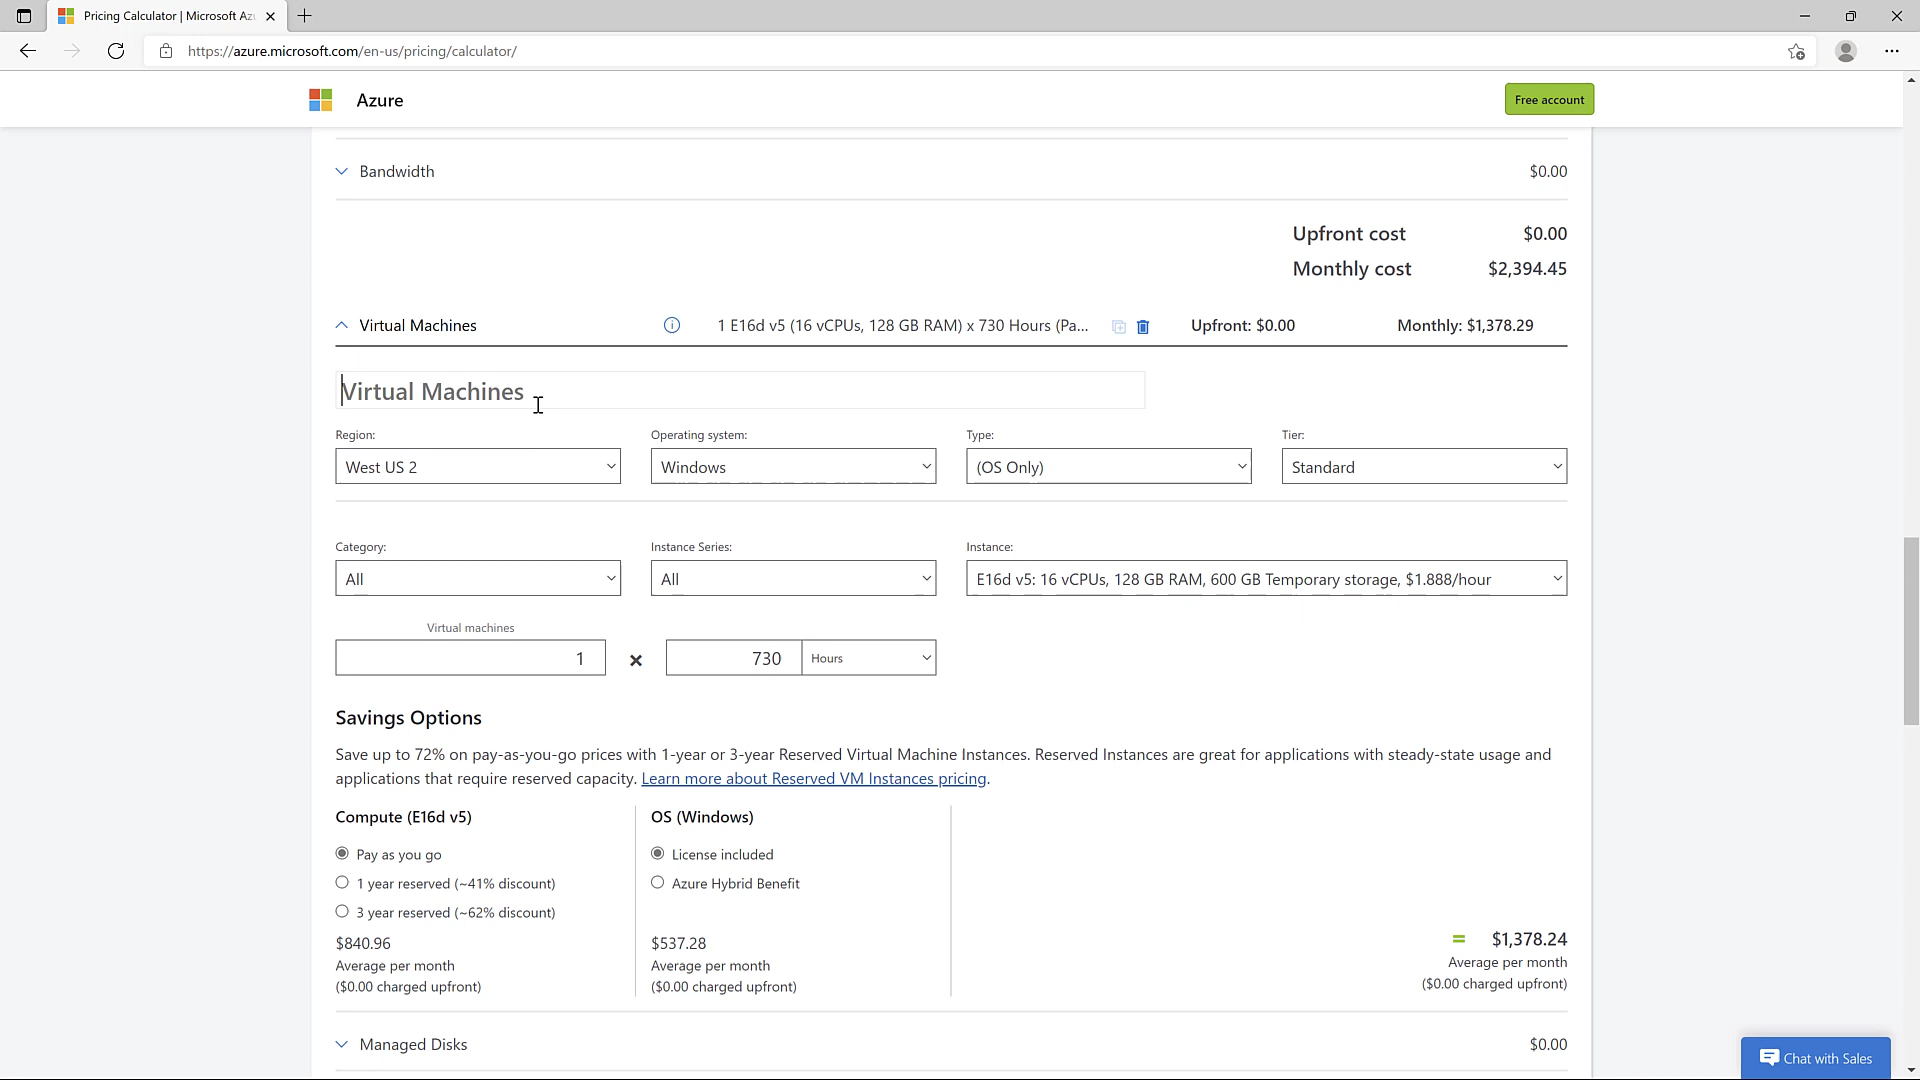 Pricing Calculator | Microsoft Az
https://azure.microsoft.com/en-us/pricing/calculator/
Azure
Free account
Bandwidth $0.00
Upfront cost $0.00
Monthly cost $2,394.45
Virtual Machines 1 E16d v5 (16 vCPUs, 128 GB RAM) x 730 Hours (Pa... Upfront: $0.00 Monthly: $1,378.29
Virtual Machines
Region: Operating system: Type: Tier:
West US 2 Windows (OS Only) Standard
Category: Instance Series: Instance:
All All E16d v5: 16 vCPUs, 128 GB RAM, 600 GB Temporary storage, $1.888/hour
Virtual machines
1 × 730 Hours
Savings Options
Save up to 72% on pay-as-you-go prices with 1-year or 3-year Reserved Virtual Machine Instances. Reserved Instances are great for applications with steady-state usage and
applications that require reserved capacity. Learn more about Reserved VM Instances pricing.
Compute (E16d v5) OS (Windows)
Pay as you go License included
1 year reserved (~41% discount) Azure Hybrid Benefit
3 year reserved (~62% discount)
$840.96 $537.28 = $1,378.24
Average per month Average per month Average per month
($0.00 charged upfront) ($0.00 charged upfront) ($0.00 charged upfront)
Managed Disks $0.00
Chat with Sales